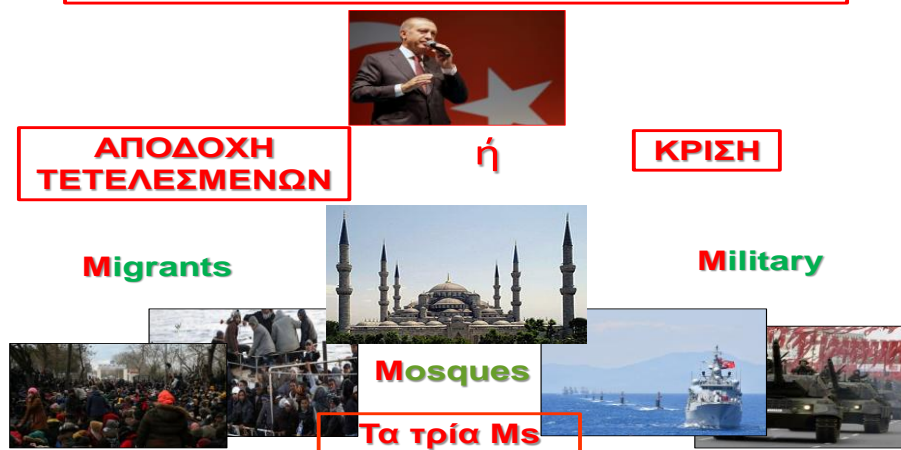 ΑΠΟΔΟΧΗ
ΤΕΤΕΛΕΣΜΕΝΩΝ
ή
ΚΡΙΣΗ
Migrants
Military
Mosques
Τα τρία Ms